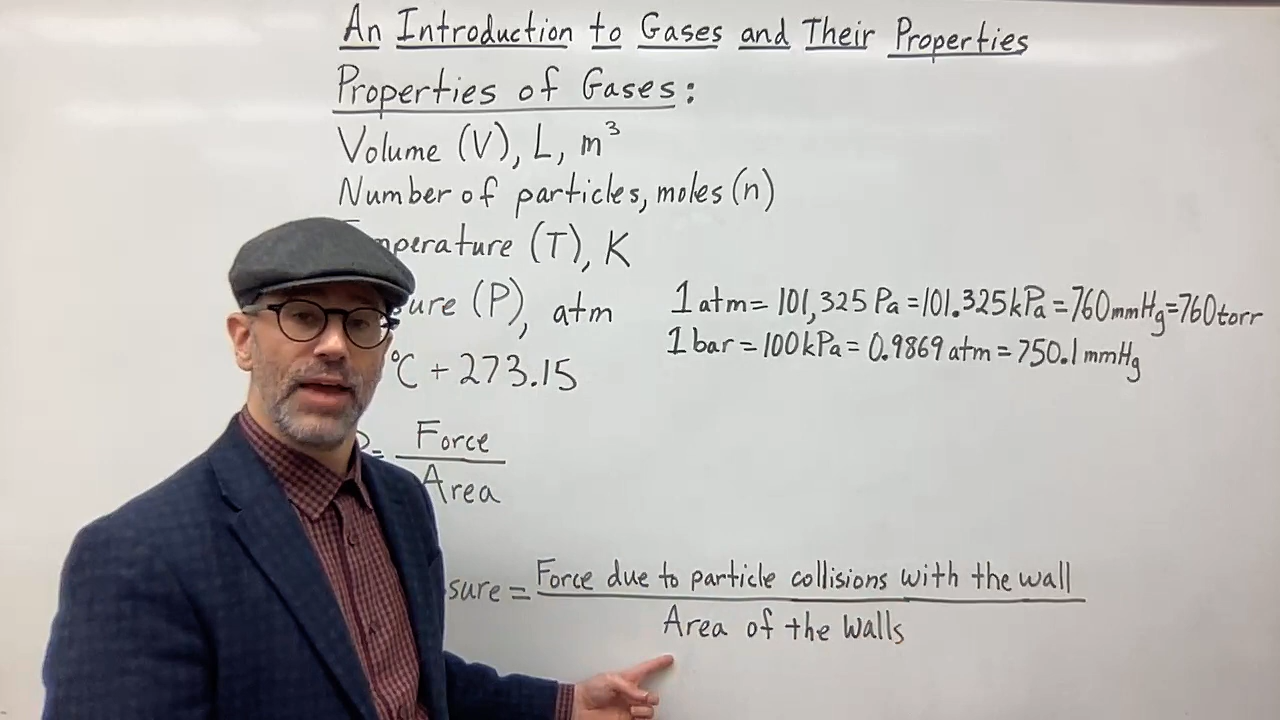 An Introduction to Gases and Their Properties
Properties of Gases:
Volume (V), L, m³
Number of particles, moles (n)
mperature (T), K
sure (P), atm
1 atm = 101,325 Pa = 101.325 kPa = 760 mmHg = 760 torr
1 bar = 100 kPa = 0.9869 atm = 750.1 mmHg
°C + 273.15
P = Force
Area
sure = Force due to particle collisions with the wall
Area of the walls